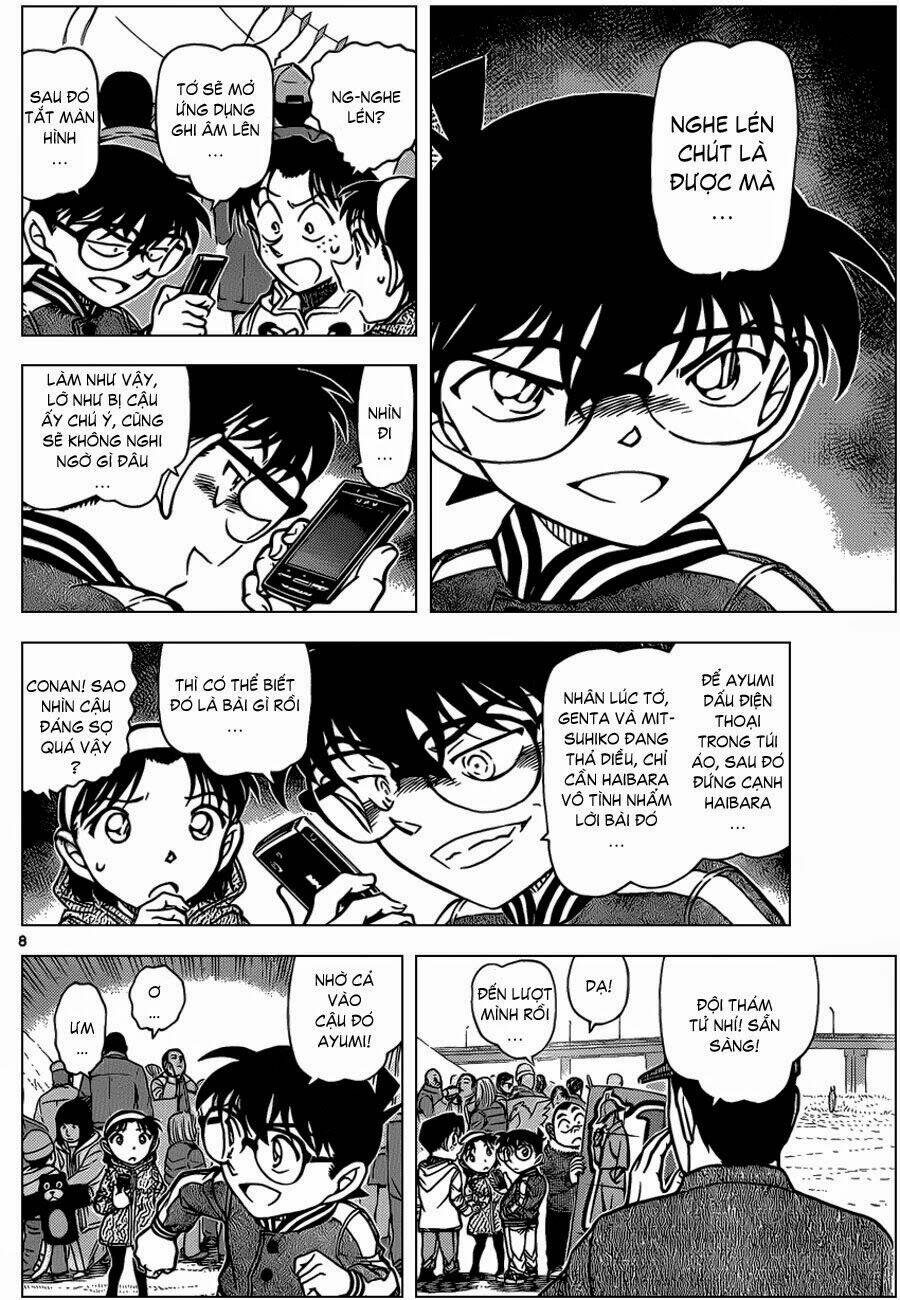 NGHE LÉN
CHÚT LÀ
ĐƯỢC MÀ
...
NG-NGHE
LÉN?
TỚ SẼ MỞ
ỨNG DỤNG
GHI ÂM LÊN
...
SAU ĐÓ
TẮT MÀN
HÌNH
...
NHÌN
ĐI
...
LÀM NHƯ VẬY,
LỠ NHƯ BỊ CẬU
ẤY CHÚ Ý, CŨNG
SẼ KHÔNG NGHI
NGỜ GÌ ĐÂU
...
ĐỂ AYUMI
DẤU ĐIỆN
THOẠI
TRONG TÚI
ÁO, SAU ĐÓ
ĐỨNG CẠNH
HAIBARA
...
NHÂN LÚC TỚ,
GENTA VÀ MIT-
SUHIKO ĐANG
THẢ DIỀU, CHỈ
CẦN HAIBARA
VÔ TÌNH NHẨM
LỜI BÀI ĐÓ
...
THÌ CÓ THỂ BIẾT
ĐÓ LÀ BÀI GÌ RỒI
...
CONAN! SAO
NHÌN CẬU
ĐÁNG SỢ
QUÁ VẬY
?
8
ĐỘI THÁM
TỬ NHÍ! SẴN
SÀNG!
DẠ!
ĐẾN LƯỢT
MÌNH RỒI
...
NHỜ CẢ
VÀO
CẬU ĐÓ
AYUMI!
Ơ
...
ƯM
...